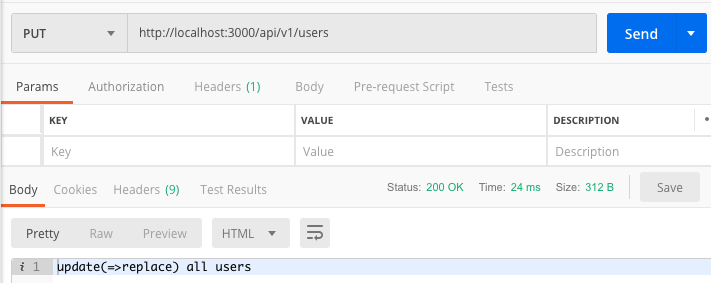 PUT http://localhost:3000/api/v1/users Send
Params Authorization Headers (1) Body Pre-request Script Tests
KEY VALUE DESCRIPTION
Key Value Description
Body Cookies Headers (9) Test Results Status: 200 OK Time: 24 ms Size: 312 B Save
Pretty Raw Preview HTML
i 1 update(=>replace) all users